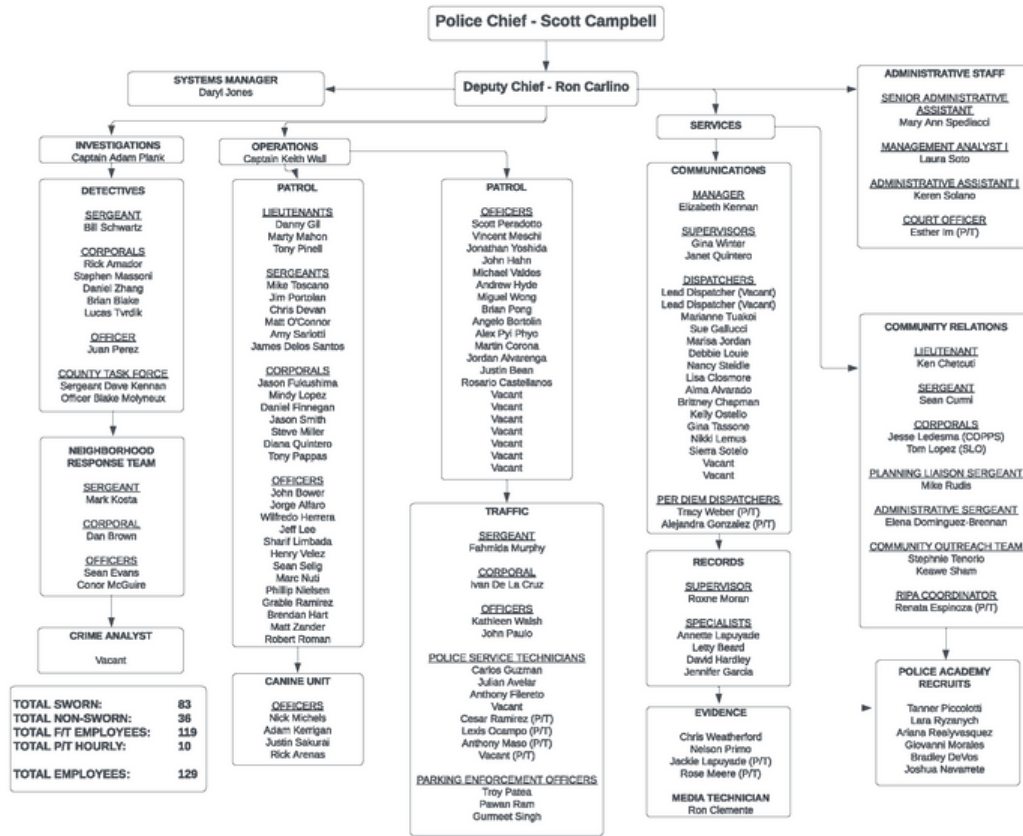 Police Chief - Scott Campbell
SYSTEMS MANAGER
Daryl Jones
Deputy Chief - Ron Carlino
INVESTIGATIONS
Captain Adam Plank
DETECTIVES
SERGEANT
Bill Schwartz
CORPORALS
Rick Amador
Stephen Massoni
Daniel Zhang
Brian Blake
Lucas Tvrdik
OFFICER
Juan Perez
COUNTY TASK FORCE
Sergeant Dave Kennan
Officer Blake Molyneux
NEIGHBORHOOD
RESPONSE TEAM
SERGEANT
Mark Kosta
CORPORAL
Dan Brown
OFFICERS
Sean Evans
Conor McGuire
CRIME ANALYST
Vacant
TOTAL SWORN: 83
TOTAL NON-SWORN: 36
TOTAL F/T EMPLOYEES: 119
TOTAL P/T HOURLY: 10
TOTAL EMPLOYEES: 129
OPERATIONS
Captain Keith Wall
PATROL
LIEUTENANTS
Danny Gil
Marty Mahon
Tony Pinell
SERGEANTS
Mike Toscano
Jim Portolan
Chris Devan
Matt O'Connor
Amy Sariotti
James Delos Santos
CORPORALS
Jason Fukushima
Mindy Lopez
Daniel Finnegan
Jason Smith
Steve Miller
Diana Quintero
Tony Pappas
OFFICERS
John Bower
Jorge Alfaro
Wilfredo Herrera
Jeff Lee
Sharif Limbada
Henry Velez
Sean Selig
Marc Nuti
Phillip Nielsen
Grable Ramirez
Brendan Hart
Matt Zander
Robert Roman
CANINE UNIT
OFFICERS
Nick Michels
Adam Kerrigan
Justin Sakurai
Rick Arenas
PATROL
OFFICERS
Scott Peradotto
Vincent Meschi
Jonathan Yoshida
John Hahn
Michael Valdes
Andrew Hyde
Miguel Wong
Brian Pong
Angelo Bortolin
Alex Pyi Phyo
Martin Corona
Jordan Alvarenga
Justin Bean
Rosario Castellanos
Vacant
Vacant
Vacant
Vacant
Vacant
Vacant
Vacant
TRAFFIC
SERGEANT
Fahmida Murphy
CORPORAL
Ivan De La Cruz
OFFICERS
Kathleen Walsh
John Paulo
POLICE SERVICE TECHNICIANS
Carlos Guzman
Julian Avelar
Anthony Filereto
Vacant
Cesar Ramirez (P/T)
Lexis Ocampo (P/T)
Anthony Maso (P/T)
Vacant (P/T)
PARKING ENFORCEMENT OFFICERS
Troy Patea
Pawan Ram
Gurmeet Singh
SERVICES
COMMUNICATIONS
MANAGER
Elizabeth Kennan
SUPERVISORS
Gina Winter
Janet Quintero
DISPATCHERS
Lead Dispatcher (Vacant)
Lead Dispatcher (Vacant)
Marianne Tuakoi
Sue Gallucci
Marisa Jordan
Debbie Louie
Nancy Steidle
Lisa Closmore
Alma Alvarado
Brittney Chapman
Kelly Ostello
Gina Tassone
Nikki Lemus
Sierra Sotelo
Vacant
Vacant
PER DIEM DISPATCHERS
Tracy Weber (P/T)
Alejandra Gonzalez (P/T)
RECORDS
SUPERVISOR
Roxne Moran
SPECIALISTS
Annette Lapuyade
Letty Beard
David Hardley
Jennifer Garcia
EVIDENCE
Chris Weatherford
Nelson Primo
Jackie Lapuyade (P/T)
Rose Meere (P/T)
MEDIA TECHNICIAN
Ron Clemente
ADMINISTRATIVE STAFF
SENIOR ADMINISTRATIVE
ASSISTANT
Mary Ann Spediacci
MANAGEMENT ANALYST I
Laura Soto
ADMINISTRATIVE ASSISTANT I
Keren Solano
COURT OFFICER
Esther Im (P/T)
COMMUNITY RELATIONS
LIEUTENANT
Ken Chetcuti
SERGEANT
Sean Curmi
CORPORALS
Jesse Ledesma (COPPS)
Tom Lopez (SLO)
PLANNING LIAISON SERGEANT
Mike Rudis
ADMINISTRATIVE SERGEANT
Elena Dominguez-Brennan
COMMUNITY OUTREACH TEAM
Stephnie Tenorio
Keawe Sham
RIPA COORDINATOR
Renata Espinoza (P/T)
POLICE ACADEMY
RECRUITS
Tanner Piccolotti
Lara Ryzanych
Ariana Realyvasquez
Giovanni Morales
Bradley DeVos
Joshua Navarrete